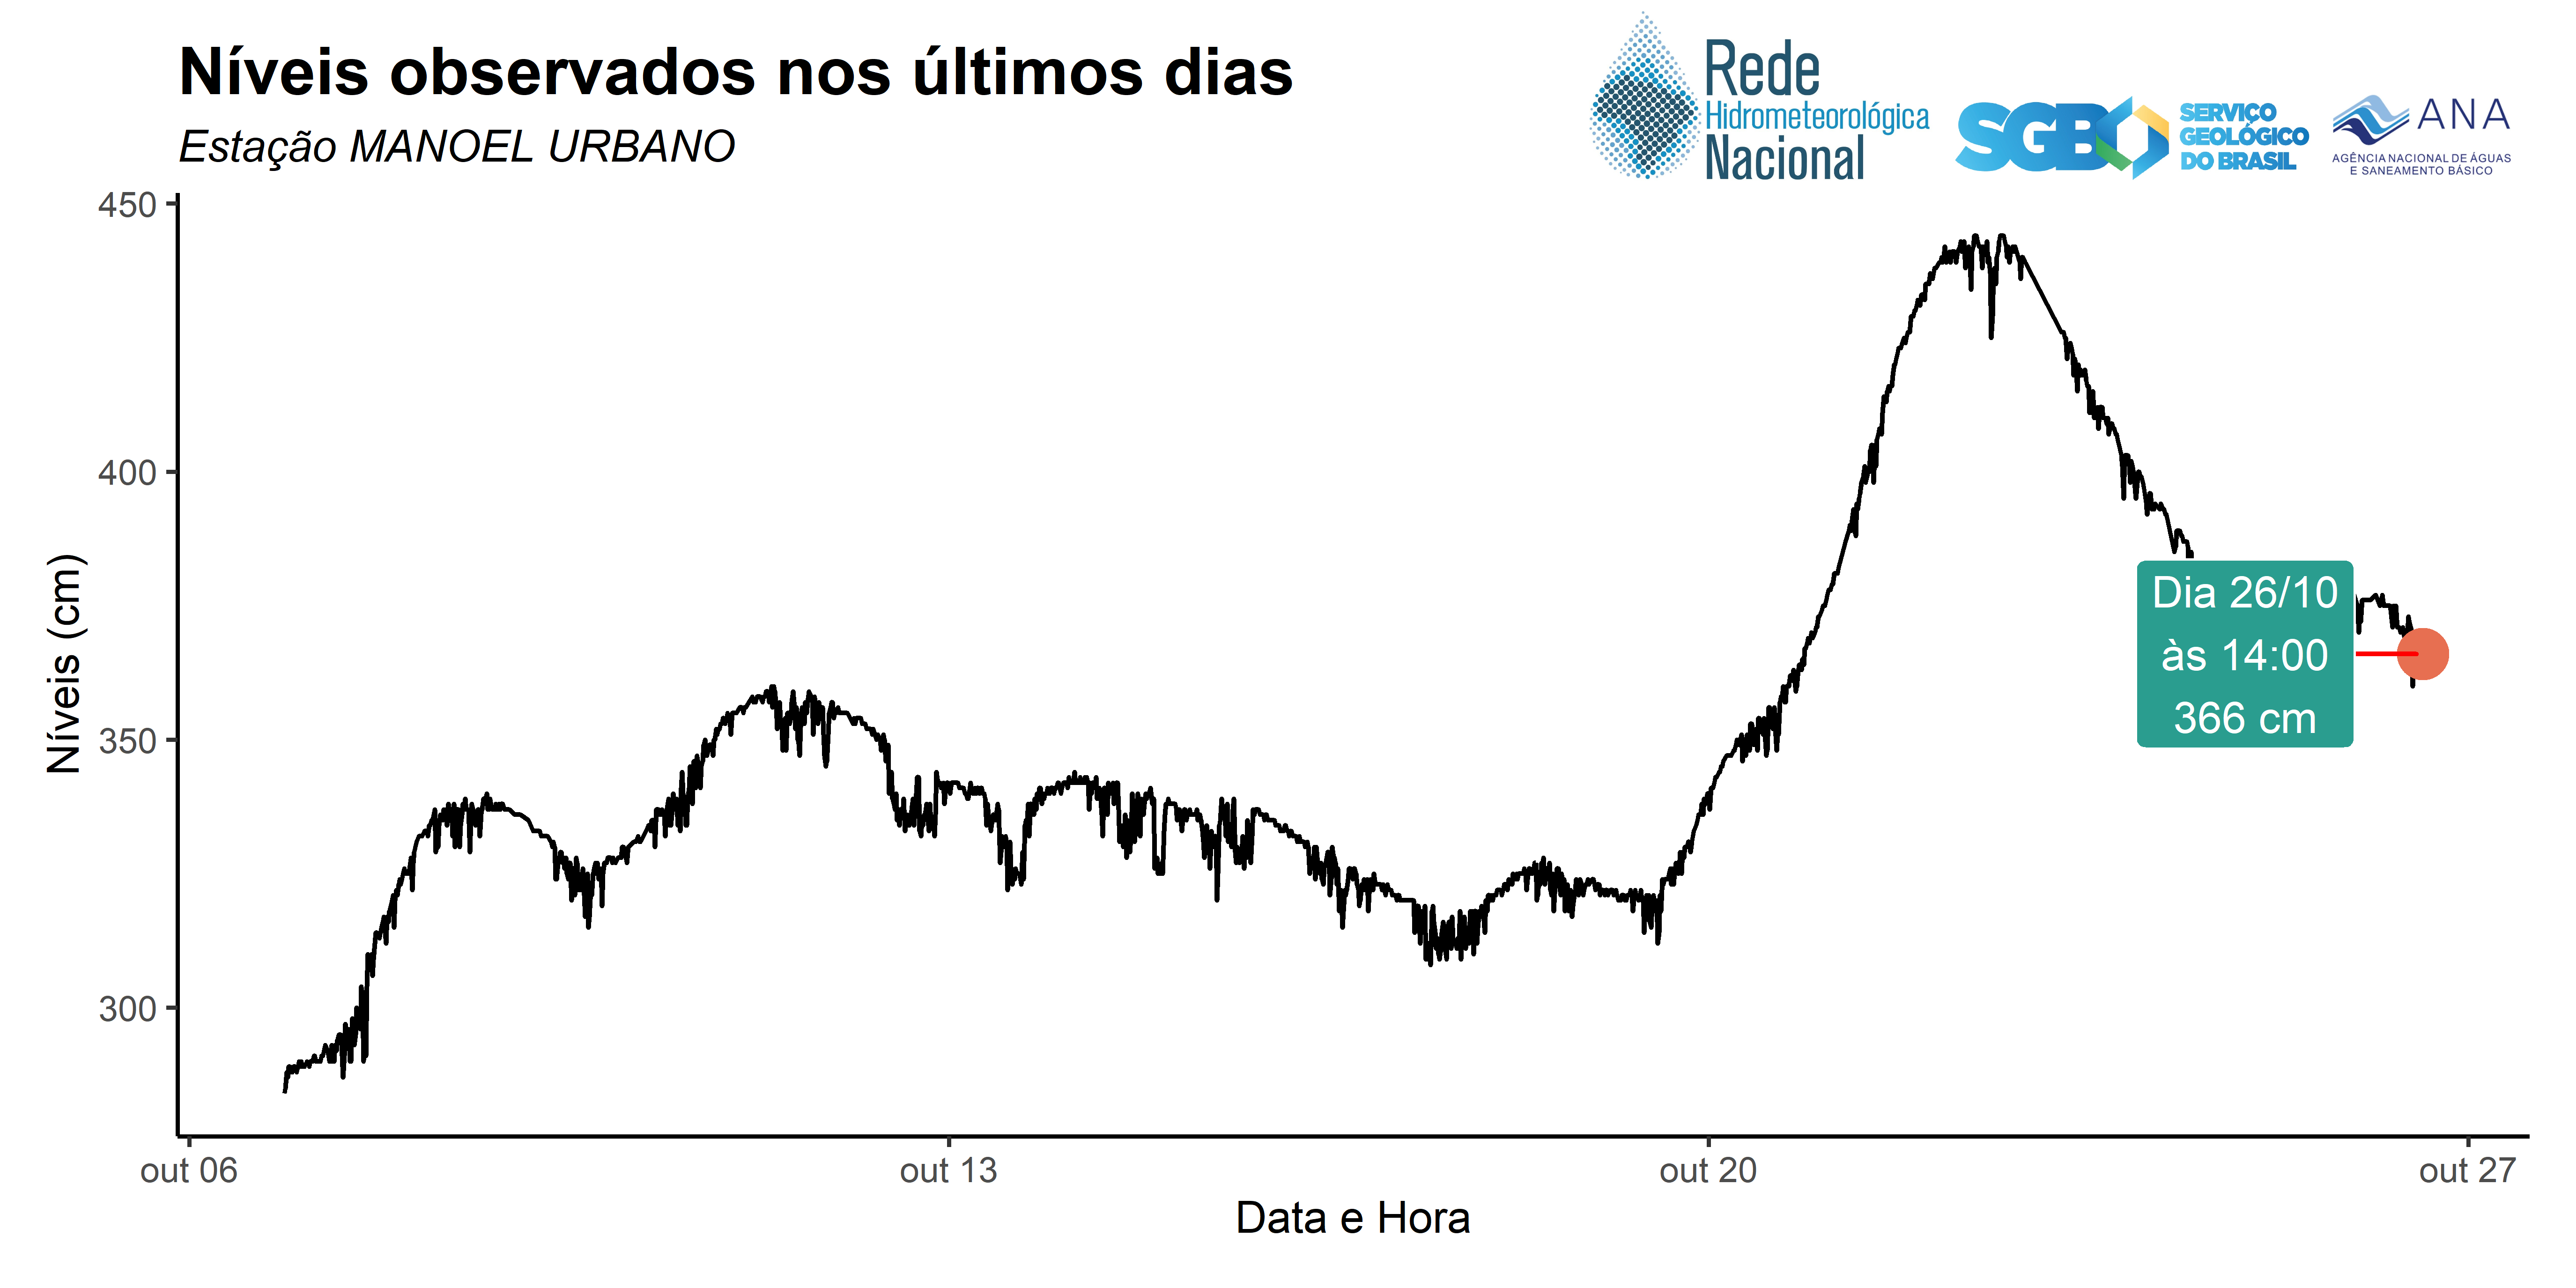 Níveis observados nos últimos dias
Estação MANOEL URBANO
Rede
Hidrometeorológica
Nacional
SGB
SERVIÇO
GEOLÓGICO
DO BRASIL
ANA
AGÊNCIA NACIONAL DE ÁGUAS
E SANEAMENTO BÁSICO
450
400
350
300
Níveis (cm)
Dia 26/10
às 14:00
366 cm
out 06
out 13
out 20
out 27
Data e Hora